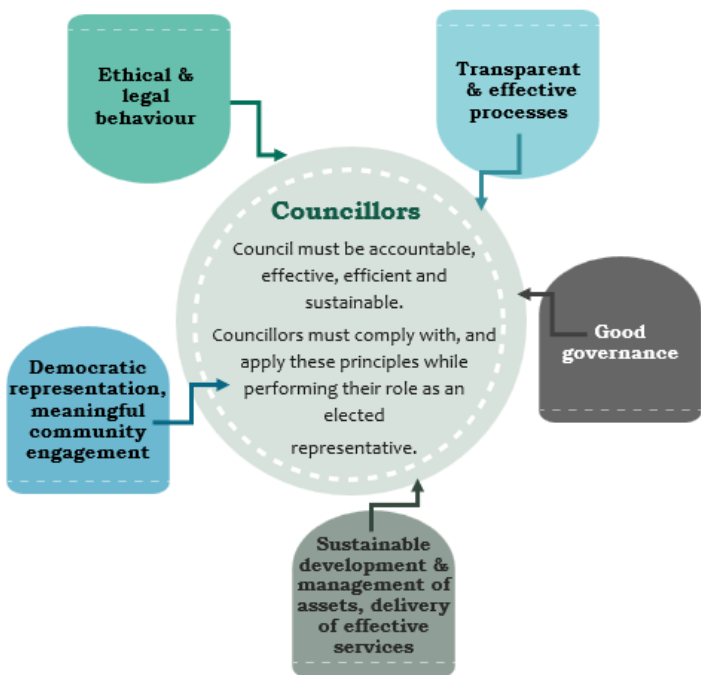 Ethical &
legal
behaviour
Transparent
& effective
processes
Councillors
Council must be accountable,
effective, efficient and
sustainable.
Councillors must comply with, and
apply these principles while
performing their role as an
elected
representative.
Good
governance
Democratic
representation,
meaningful
community
engagement
Sustainable
development &
management of
assets, delivery
of effective
services